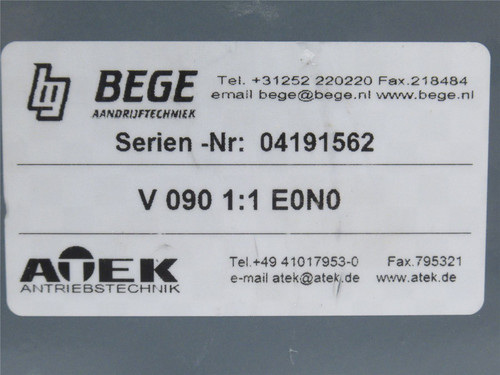 BEGE
AANDRIJFTECHNIEK
Tel. +31252 220220 Fax.218484
email bege@bege.nl www.bege.nl
Serien -Nr: 04191562
V 090 1:1 E0N0
ATEK
ANTRIEBSTECHNIK
Tel.+49 41017953-0 Fax.795321
e-mail atek@atek.de www.atek.de